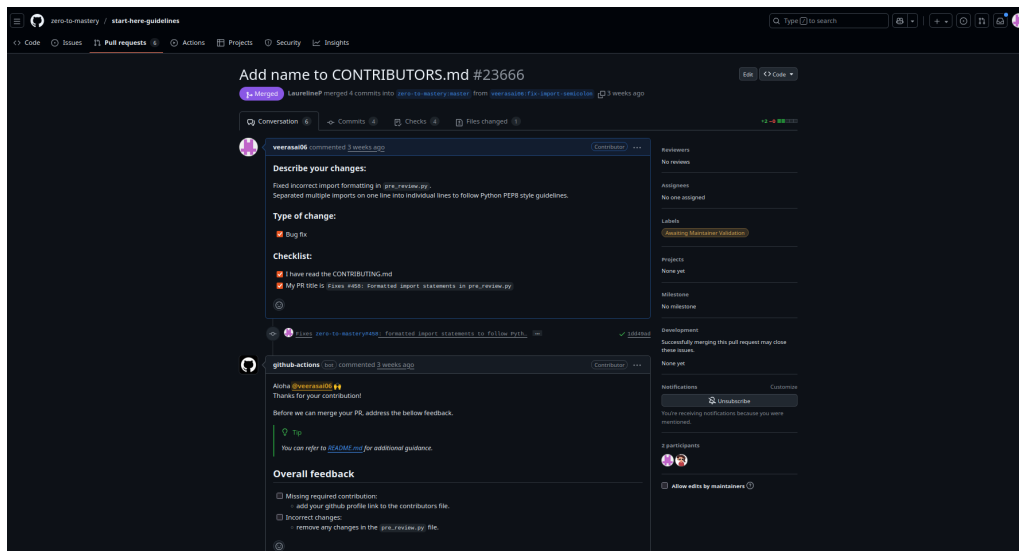 zero-to-mastery / start-here-guidelines
Type / to search
Code
Issues
Pull requests 6
Actions
Projects
Security
Insights
Add name to CONTRIBUTORS.md #23666
Edit
Code
Merged
LaurelineP merged 4 commits into zero-to-mastery:master from veerasai06:fix-import-semicolon 3 weeks ago
Conversation 6
Commits 4
Checks 4
Files changed 1
+2 −0
veerasai06 commented 3 weeks ago
Contributor
Describe your changes:
Fixed incorrect import formatting in pre_review.py.
Separated multiple imports on one line into individual lines to follow Python PEP8 style guidelines.
Type of change:
Bug fix
Checklist:
I have read the CONTRIBUTING.md
My PR title is Fixes #458: Formatted import statements in pre_review.py
Fixes zero-to-mastery#458: formatted import statements to follow Pyth…
github-actions bot commented 3 weeks ago
Contributor
Aloha @veerasai06 🙌
Thanks for your contribution!
Before we can merge your PR, address the bellow feedback.
Tip
You can refer to README.md for additional guidance.
Overall feedback
Missing required contribution:
add your github profile link to the contributors file.
Incorrect changes:
remove any changes in the pre_review.py file.
Reviewers
No reviews
Assignees
No one assigned
Labels
Awaiting Maintainer Validation
Projects
None yet
Milestone
No milestone
Development
Successfully merging this pull request may close
these issues.
None yet
Notifications
Customize
Unsubscribe
You're receiving notifications because you were
mentioned.
2 participants
Allow edits by maintainers